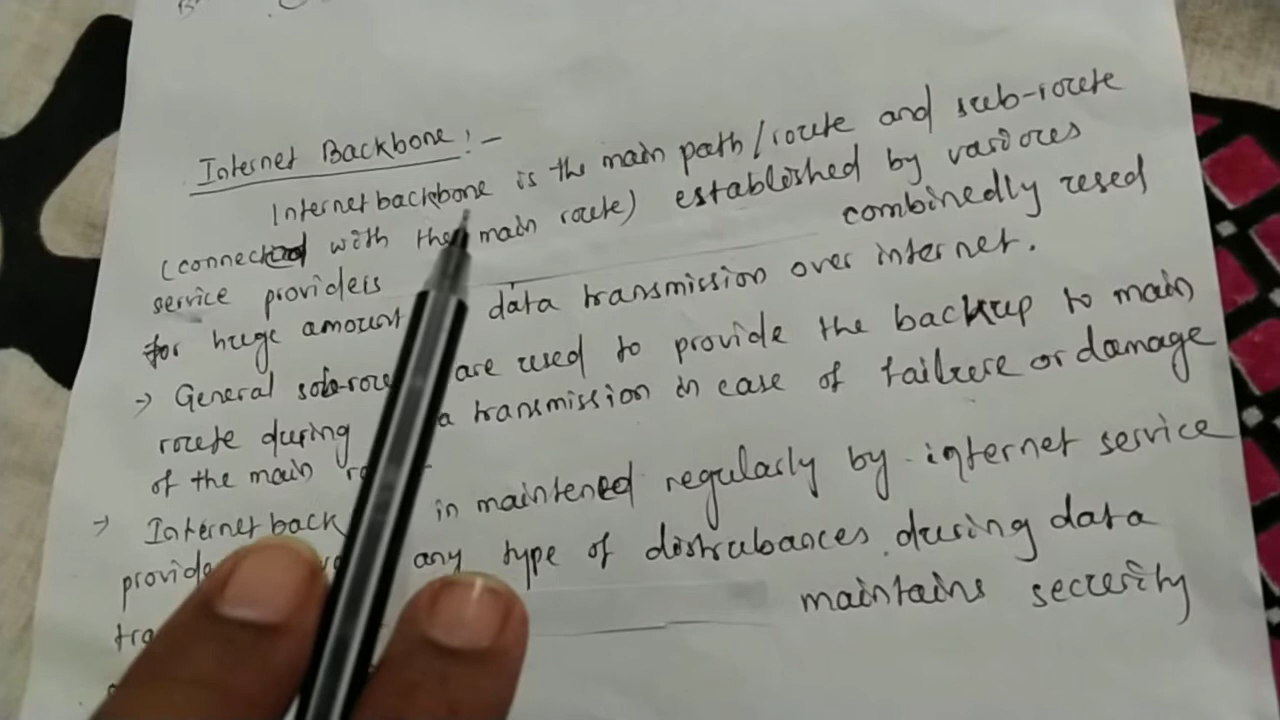 Internet Backbone :-
Internet backbone is the main path/route and sub-route
(connected with the main route) established by various
service providers combinedly used
for huge amount data transmission over internet.
→ General sub-rou are used to provide the backup to main
route during a transmission in case of failure or damage
of the main
→ Internet back in maintened regularly by internet service
provide any type of distrubances during data
tra maintains security